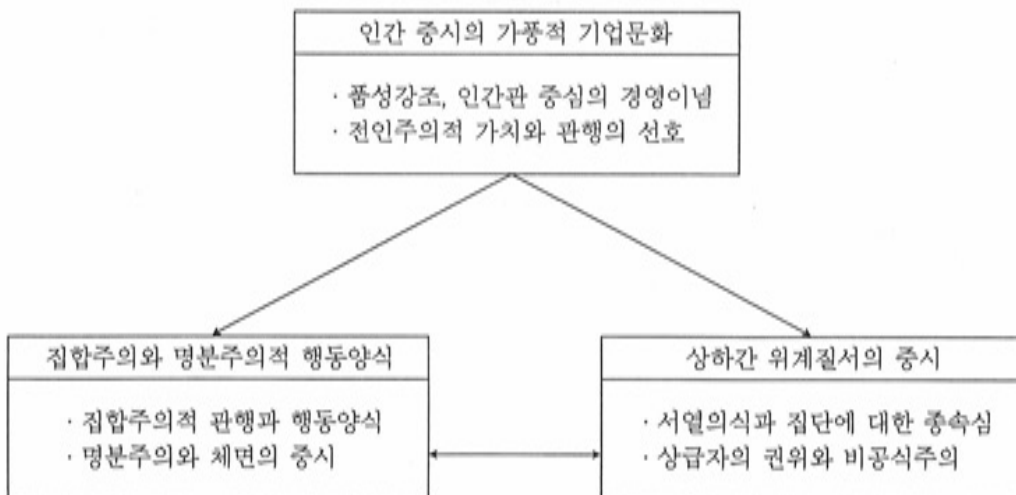 인간 중시의 가풍적 기업문화
· 품성강조, 인간관 중심의 경영이념
· 전인주의적 가치와 관행의 선호
집합주의와 명분주의적 행동양식
· 집합주의적 관행과 행동양식
· 명분주의와 체면의 중시
상하간 위계질서의 중시
· 서열의식과 집단에 대한 종속심
· 상급자의 권위와 비공식주의